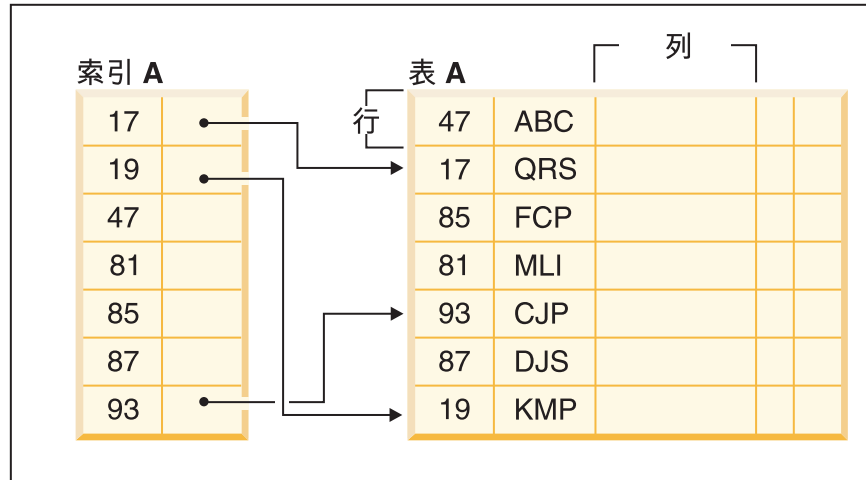 列
索引 A
表 A
行
17
19
47
81
85
87
93
47 ABC
17 QRS
85 FCP
81 MLI
93 CJP
87 DJS
19 KMP